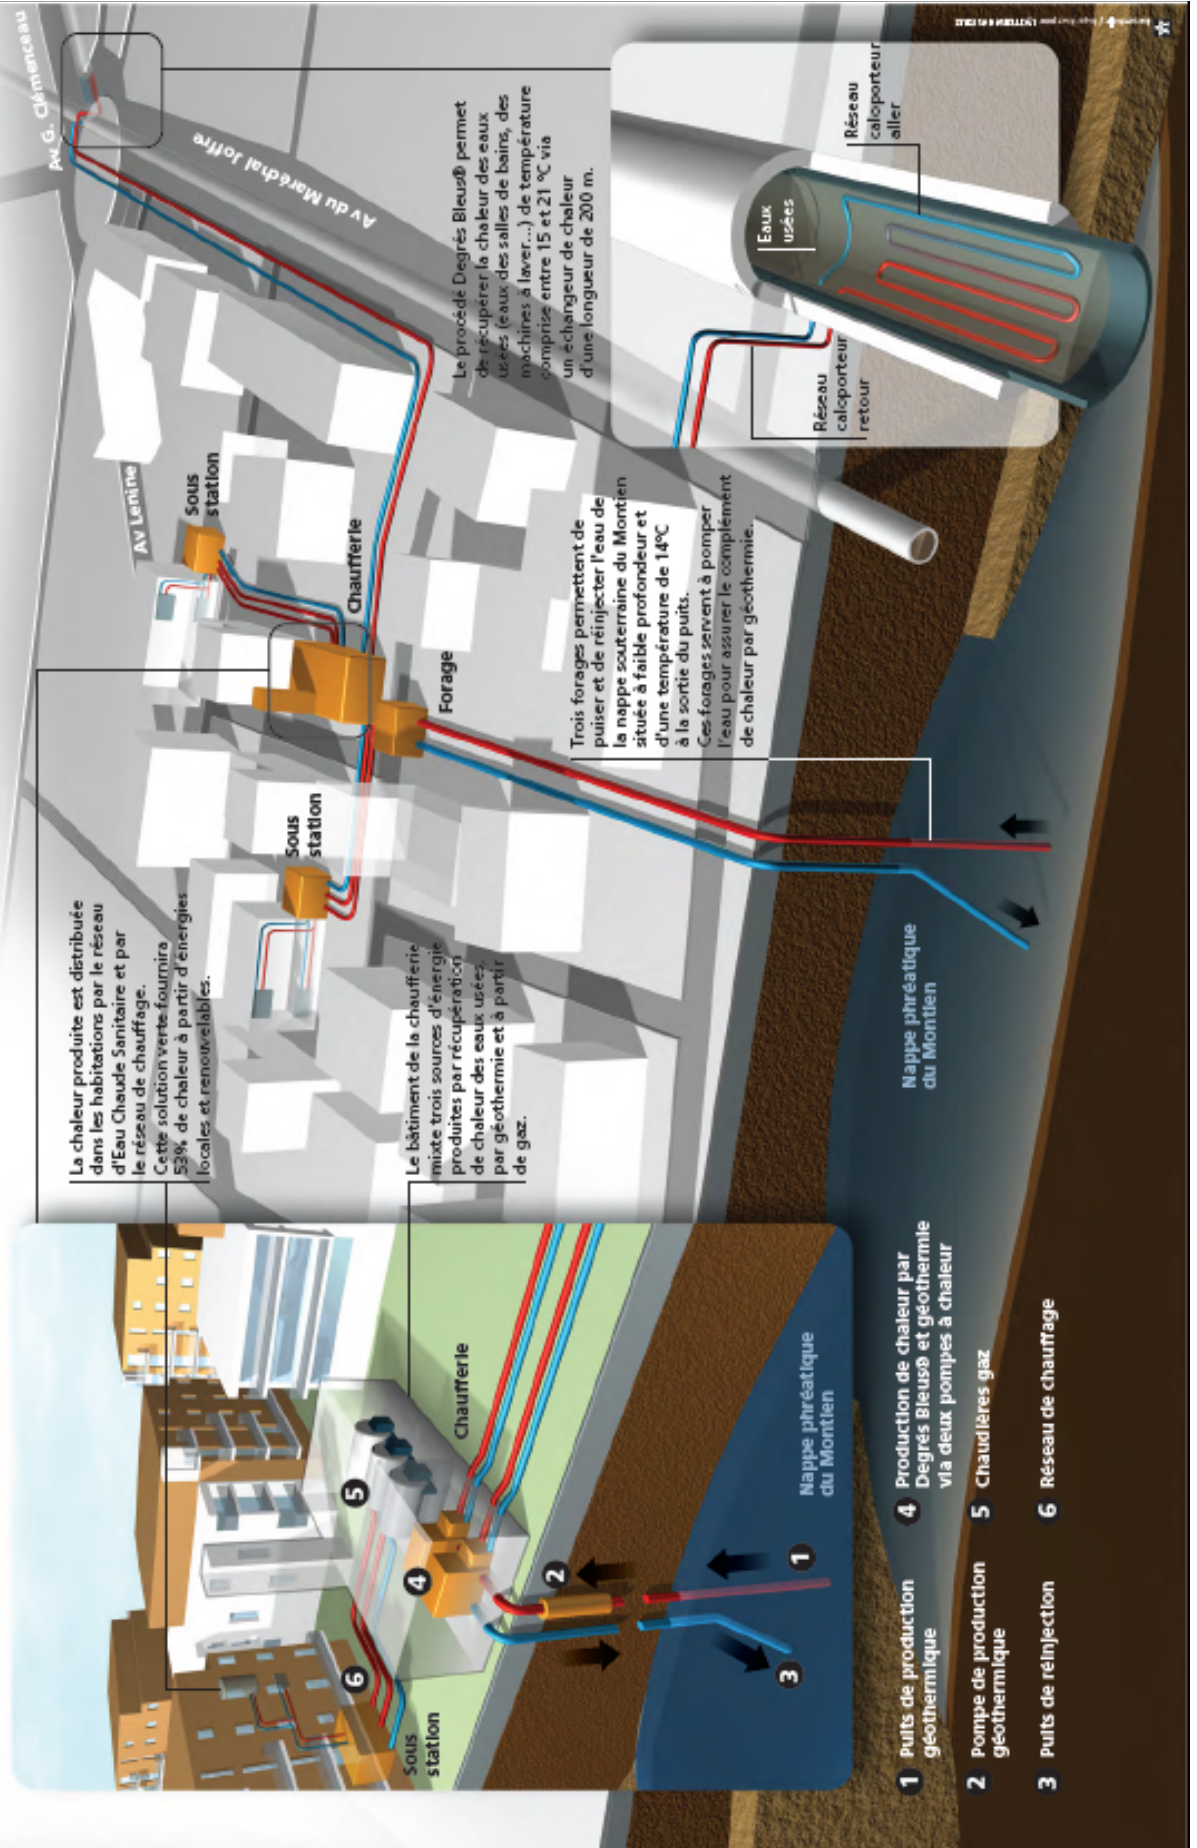 La chaleur produite est distribuée
dans les habitations par le réseau
d'Eau Chaude Sanitaire et par
le réseau de chauffage.
Cette solution verte fournira
53% de chaleur à partir d'énergies
locales et renouvelables.
Av Lenine
Sous
station
Av G. Clémenceau
Av du Maréchal Joffre
Sous
station
Chaufferie
Forage
Le procédé Degrés Bleus® permet
de récupérer la chaleur des eaux
usées (eaux des salles de bains, des
machines à laver...) de température
comprise entre 15 et 21 °C via
un échangeur de chaleur
d'une longueur de 200 m.
Le bâtiment de la chaufferie
mixte trois sources d'énergie
produites par récupération
de chaleur des eaux usées,
par géothermie et à partir
de gaz.
Trois forages permettent de
puiser et de réinjecter l'eau de
la nappe souterraine du Montien
située à faible profondeur et
d'une température de 14°C
à la sortie du puits.
Ces forages servent à pomper
l'eau pour assurer le complément
de chaleur par géothermie.
Eaux
usées
Réseau
caloporteur
aller
Réseau
caloporteur
retour
Nappe phréatique
du Montien
Sous
station
6
5
4
Chaufferie
2
1
3
Nappe phréatique
du Montien
1 Puits de production
géothermique
2 Pompe de production
géothermique
3 Puits de réinjection
4 Production de chaleur par
Degrés Bleus® et géothermie
via deux pompes à chaleur
5 Chaudières gaz
6 Réseau de chauffage